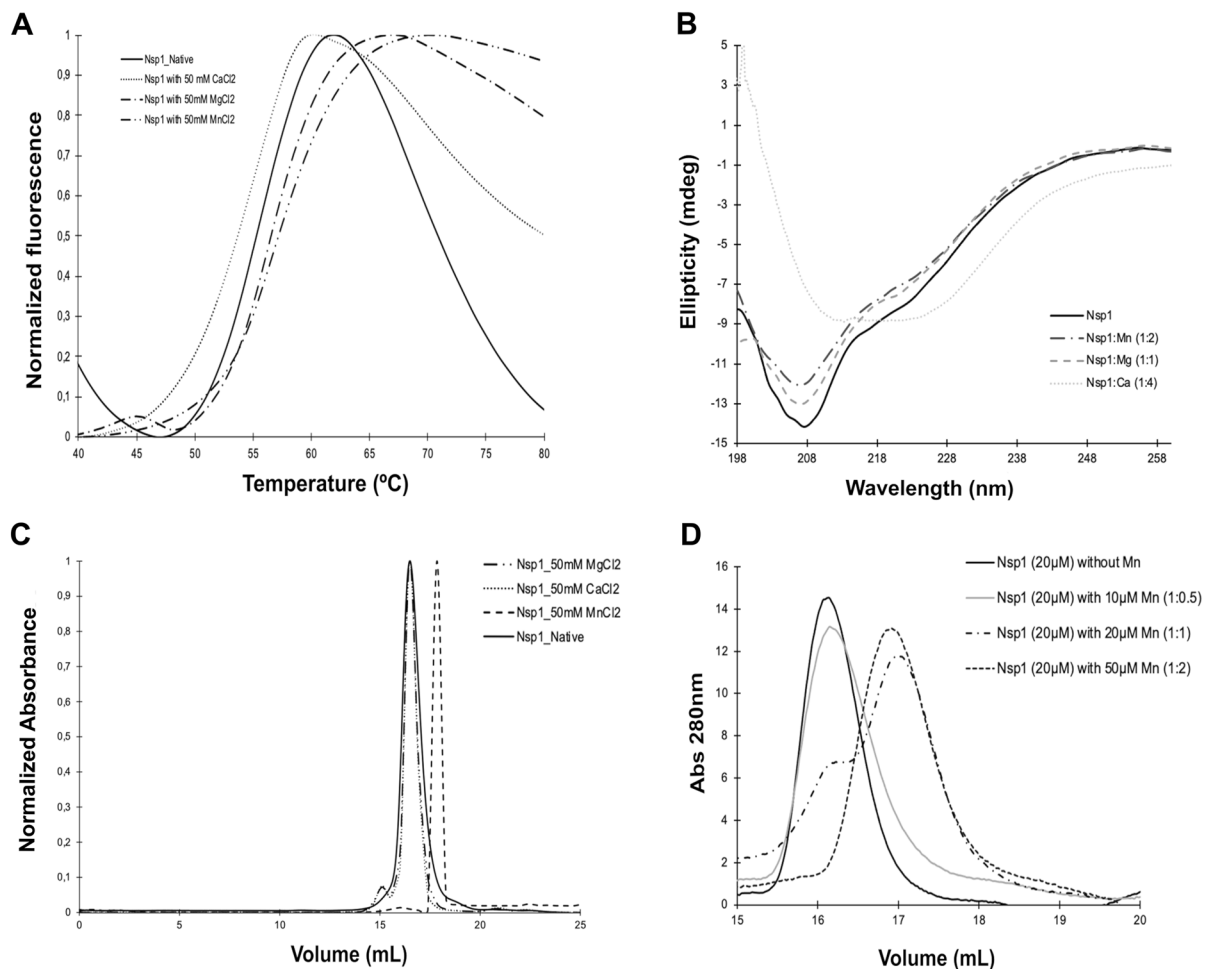 A
Normalized fluorescence
1
0,9
0,8
0,7
0,6
0,5
0,4
0,3
0,2
0,1
0
40
45
50
55
60
65
70
75
80
Temperature (ºC)
Nsp1_Native
Nsp1 with 50 mM CaCl2
Nsp1 with 50mM MgCl2
Nsp1 with 50mM MnCl2
B
Ellipticity (mdeg)
5
3
1
-1
-3
-5
-7
-9
-11
-13
-15
198
208
218
228
238
248
258
Wavelength (nm)
Nsp1
Nsp1:Mn (1:2)
Nsp1:Mg (1:1)
Nsp1:Ca (1:4)
C
Normalized Absorbance
1
0,9
0,8
0,7
0,6
0,5
0,4
0,3
0,2
0,1
0
0
5
10
15
20
25
Volume (mL)
Nsp1_50mM MgCl2
Nsp1_50mM CaCl2
Nsp1_50mM MnCl2
Nsp1_Native
D
Abs 280nm
16
14
12
10
8
6
4
2
0
15
16
17
18
19
20
Volume (mL)
Nsp1 (20µM) without Mn
Nsp1 (20µM) with 10µM Mn (1:0.5)
Nsp1 (20µM) with 20µM Mn (1:1)
Nsp1 (20µM) with 50µM Mn (1:2)